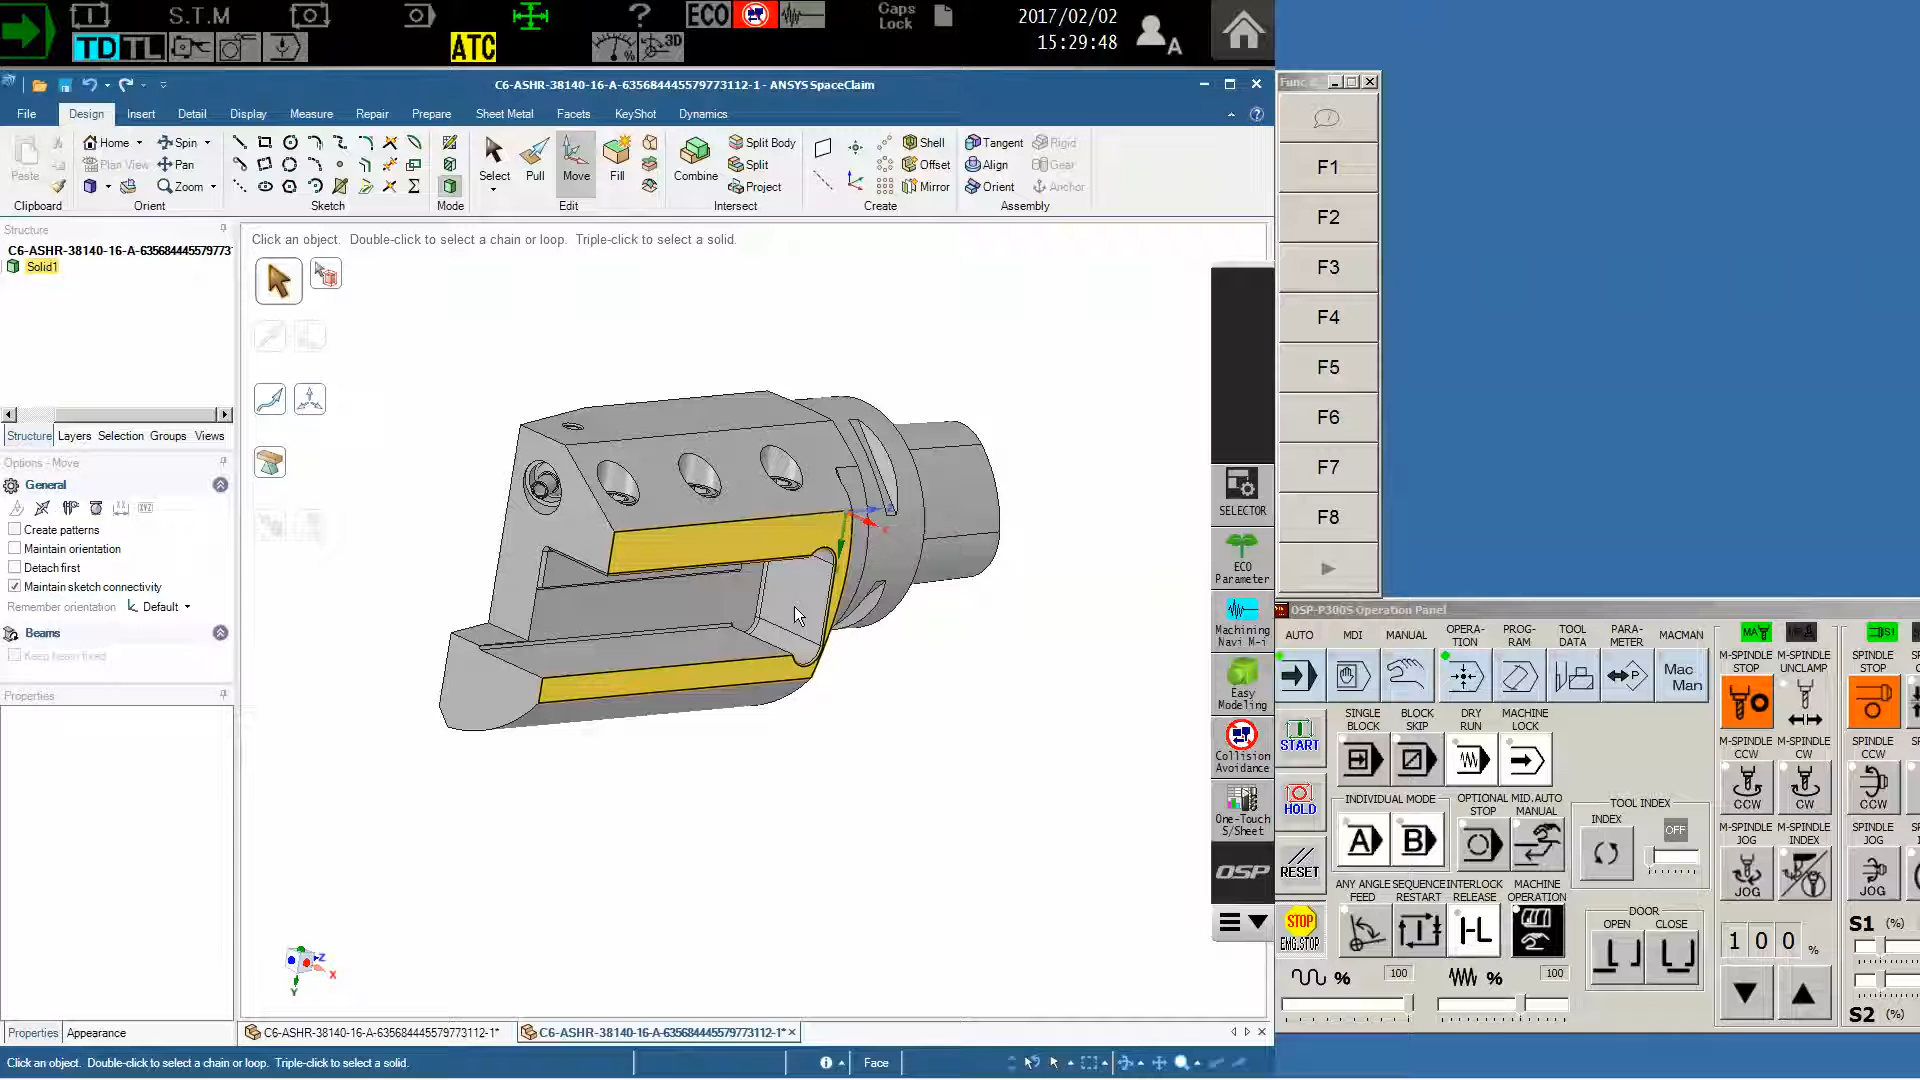 S.T.M
?
ECO
Caps
Lock
2017/02/02
15:29:48
A
TD TL
ATC
%
3D
C6-ASHR-38140-16-A-635684445579773112-1 - ANSYS SpaceClaim
File
Design
Insert
Detail
Display
Measure
Repair
Prepare
Sheet Metal
Facets
KeyShot
Dynamics
Paste
Home
Spin
Plan View
Pan
Zoom
Select
Pull
Move
Fill
Combine
Split Body
Split
Project
Shell
Offset
Mirror
Tangent
Rigid
Align
Gear
Orient
Anchor
Clipboard
Orient
Sketch
Mode
Edit
Intersect
Create
Assembly
Structure
C6-ASHR-38140-16-A-635684445579773
Solid1
Structure
Layers
Selection
Groups
Views
Options - Move
General
XYZ
Create patterns
Maintain orientation
Detach first
Maintain sketch connectivity
Remember orientation
Default
Beams
Keep beam fixed
Properties
Properties
Appearance
Click an object. Double-click to select a chain or loop. Triple-click to select a solid.
Z
X
Y
C6-ASHR-38140-16-A-635684445579773112-1*
C6-ASHR-38140-16-A-635684445579773112-1*
Click an object. Double-click to select a chain or loop. Triple-click to select a solid.
Face
SELECTOR
ECO
Parameter
Machining
Navi M-i
Easy
Modeling
Collision
Avoidance
One-Touch
S/Sheet
OSP
Func
F1
F2
F3
F4
F5
F6
F7
F8
OSP-P300S Operation Panel
AUTO
MDI
MANUAL
OPERA-
TION
PROG-
RAM
TOOL
DATA
PARA-
METER
MACMAN
P
Mac
Man
START
HOLD
RESET
STOP
EMG.STOP
SINGLE
BLOCK
BLOCK
SKIP
DRY
RUN
MACHINE
LOCK
INDIVIDUAL MODE
A
B
OPTIONAL
STOP
MID.AUTO
MANUAL
ANY ANGLE
FEED
SEQUENCE
RESTART
INTERLOCK
RELEASE
I-L
MACHINE
OPERATION
%
100
%
100
TOOL INDEX
INDEX
OFF
DOOR
OPEN
CLOSE
MA
S1
M-SPINDLE
STOP
M-SPINDLE
UNCLAMP
SPINDLE
STOP
M-SPINDLE
CCW
M-SPINDLE
CW
SPINDLE
CCW
CCW
CW
CCW
M-SPINDLE
JOG
M-SPINDLE
INDEX
SPINDLE
JOG
JOG
JOG
1 0 0 %
S1 (%)
S2 (%)